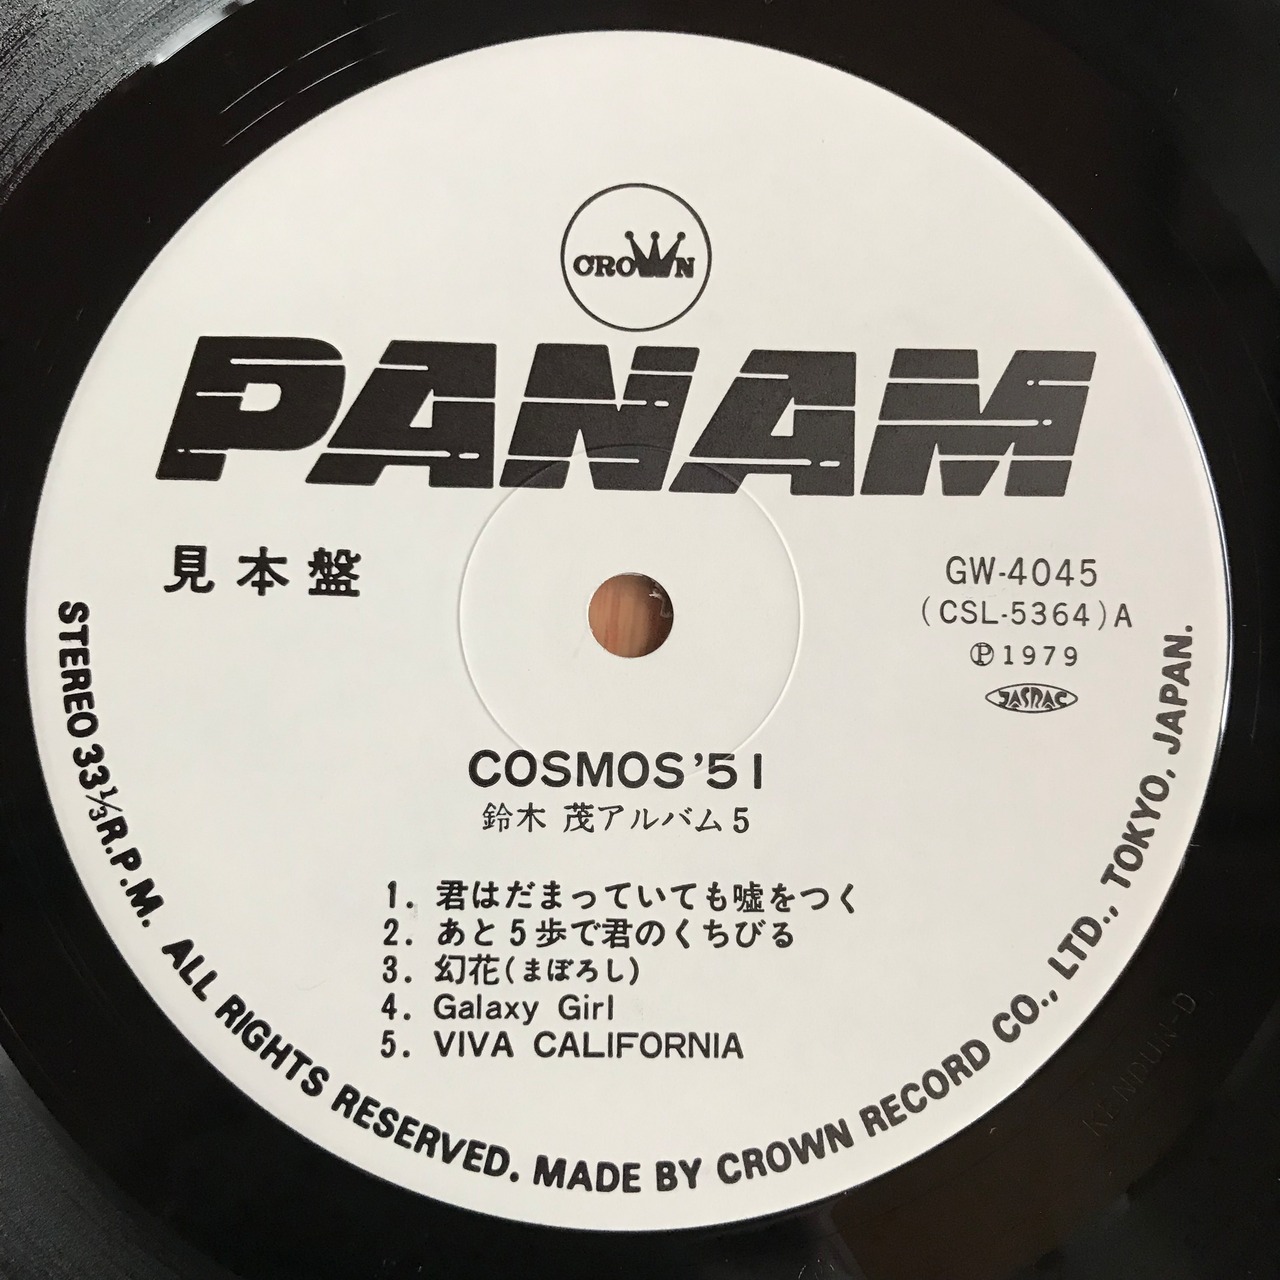 CROWN
PANAM
見本盤
GW-4045
(CSL-5364)A
Ⓟ1979
JASRAC
COSMOS'51
鈴木 茂アルバム5
1. 君はだまっていても嘘をつく
2. あと5歩で君のくちびる
3. 幻花(まぼろし)
4. Galaxy Girl
5. VIVA CALIFORNIA
STEREO 33⅓R.P.M. ALL RIGHTS RESERVED. MADE BY CROWN RECORD CO., LTD., TOKYO, JAPAN.
KENDUN-D